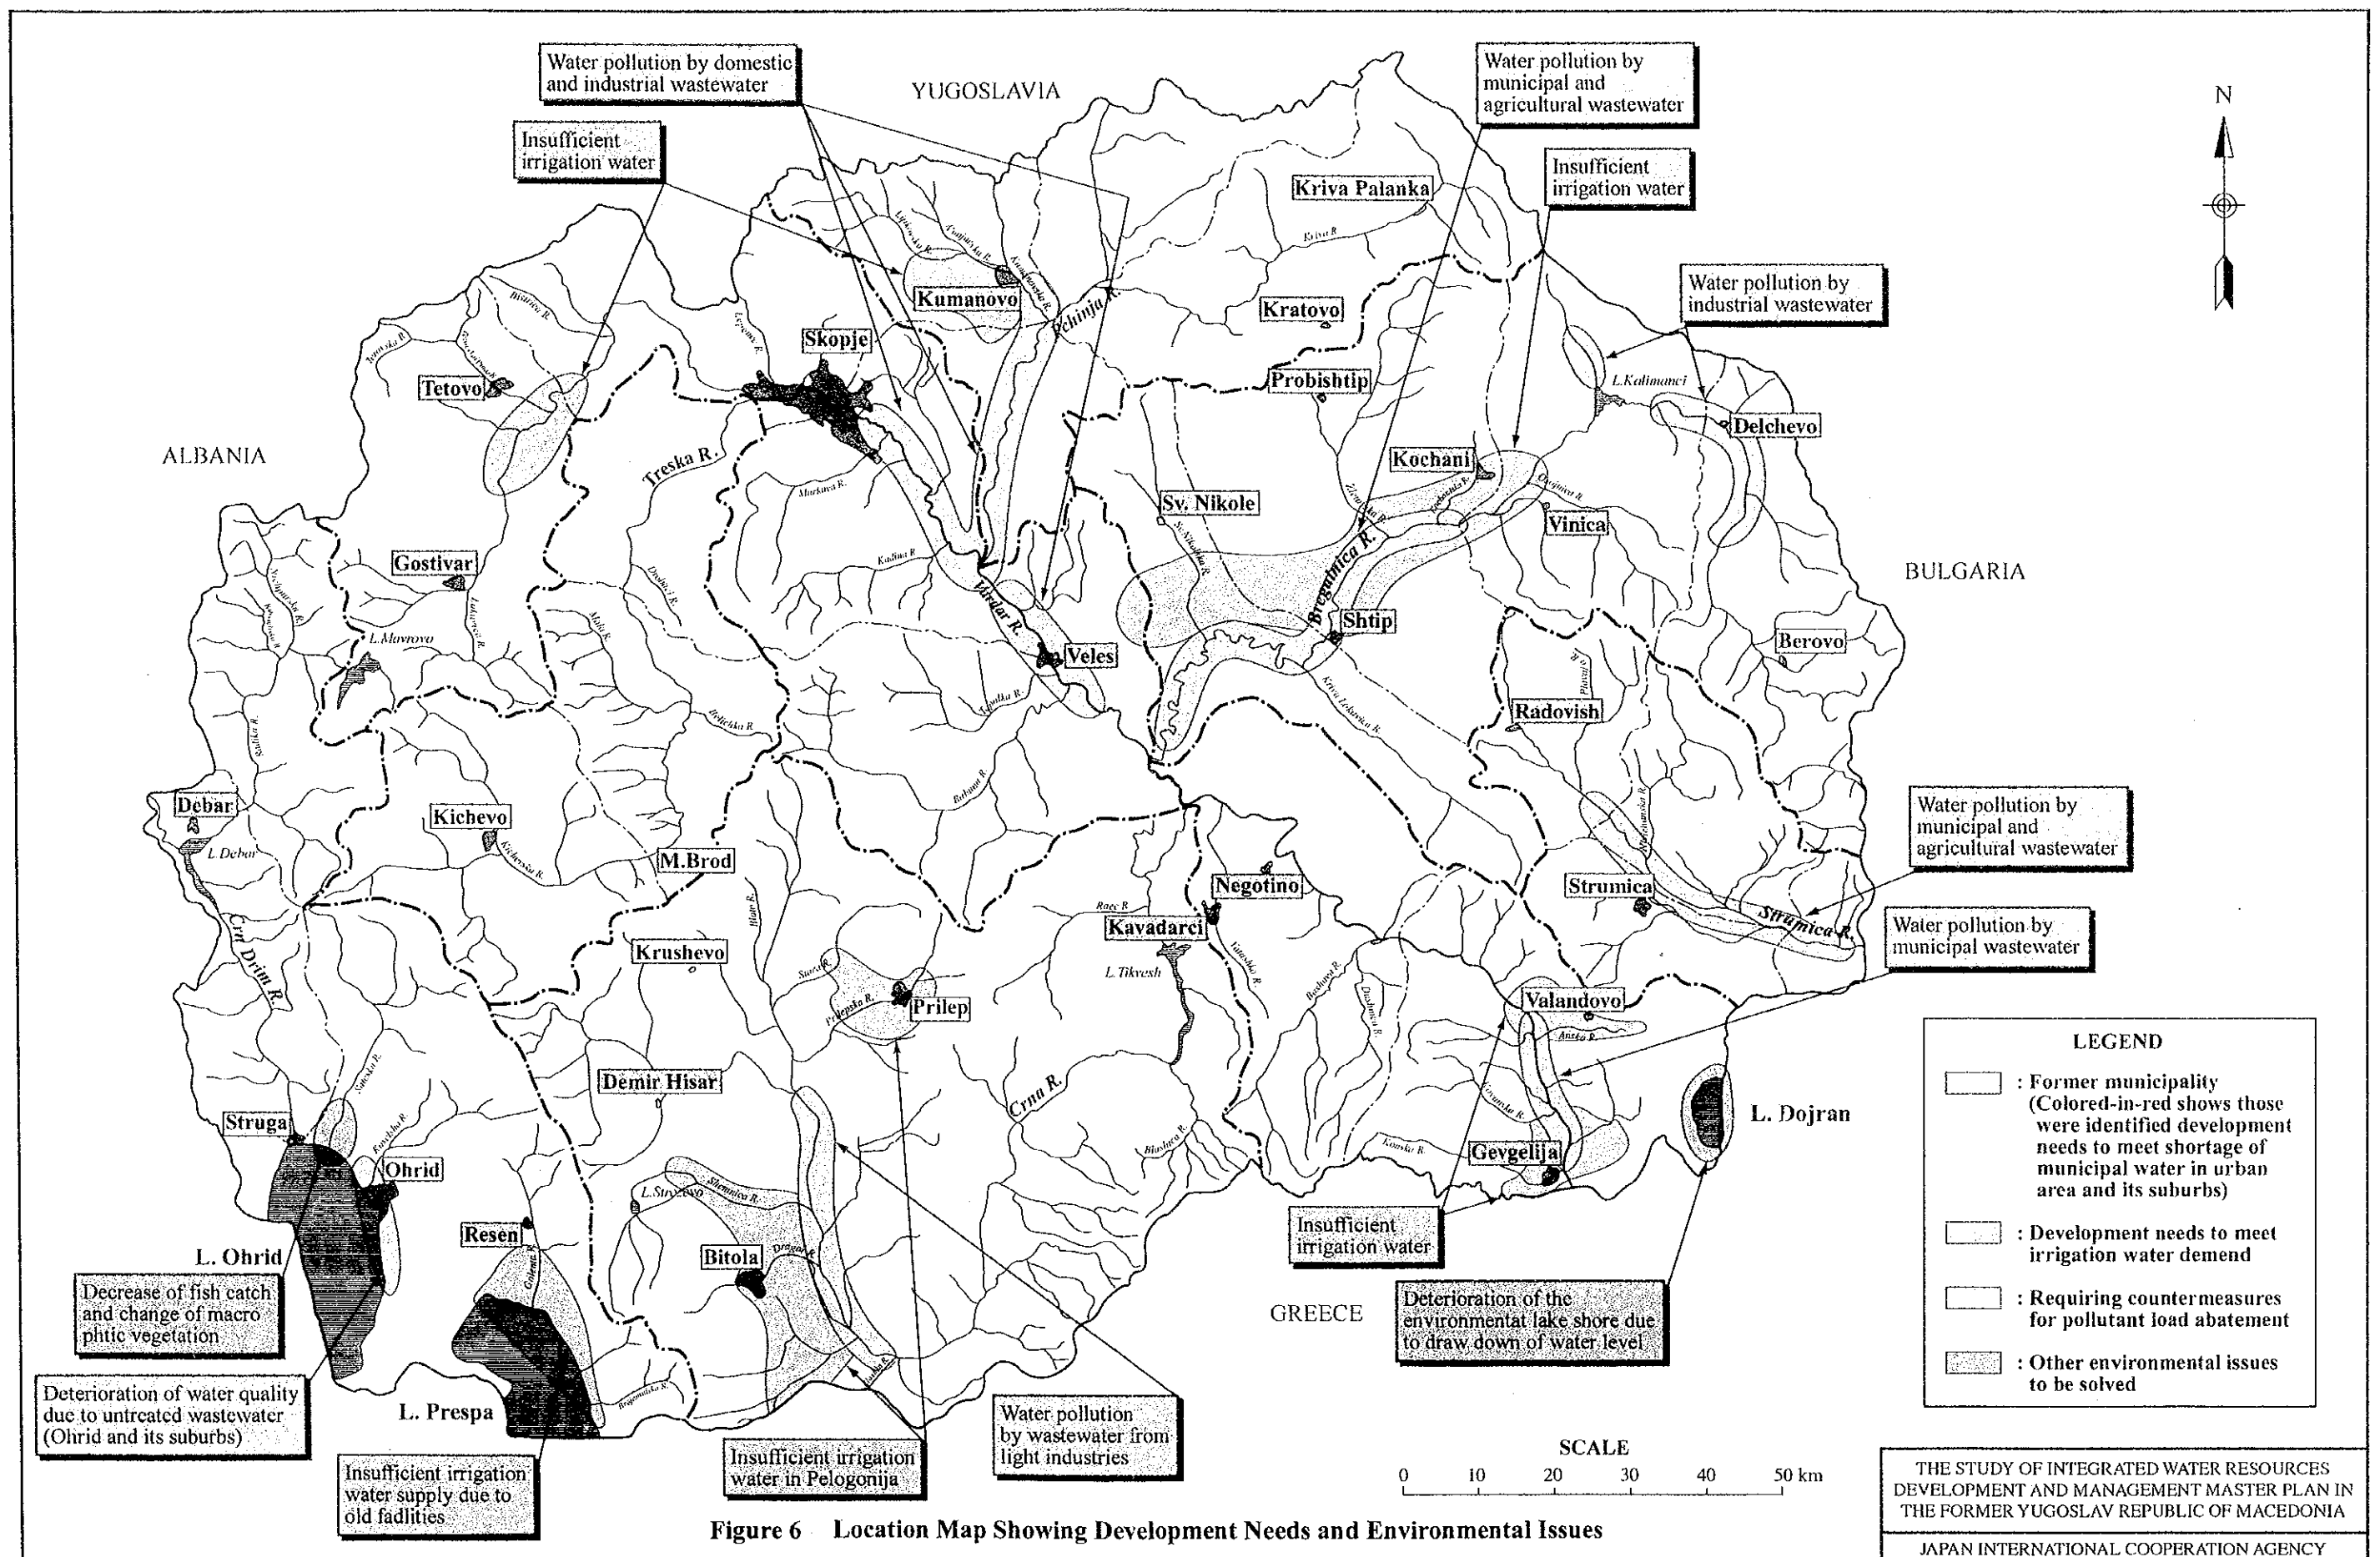 Water pollution by domestic
and industrial wastewater
YUGOSLAVIA
Water pollution by
municipal and
agricultural wastewater
N
Insufficient
irrigation water
Insufficient
irrigation water
Kriva Palanka
Kriva R.
Kumanovo
Pchinja R.
Kratovo
Water pollution by
industrial wastewater
Skopje
Tetovo
Probishtip
L.Kalimanci
Delchevo
ALBANIA
Treska R.
Markova R.
Kochani
Sv. Nikole
Vinica
Kadina R.
Gostivar
Vardar R.
Bregalnica R.
BULGARIA
Shtip
L.Mavrovo
Veles
Berovo
Kriva Lakavica R.
Radovish
Babuna R.
Debar
L.Debar
Kichevo
M.Brod
Water pollution by
municipal and
agricultural wastewater
Negotino
Strumica
Strumica R.
Raec R.
Kavadarci
L.Tikvesh
Water pollution by
municipal wastewater
Crn Drim R.
Krushevo
Prilepska R.
Prilep
Valandovo
Demir Hisar
Crna R.
Struga
Ohrid
L. Dojran
Konska R.
Gevgelija
Shemnica R.
Resen
Bitola
Dragor R.
L. Ohrid
Insufficient
irrigation water
Decrease of fish catch
and change of macro
phtic vegetation
GREECE
Deterioration of the
environmentat lake shore due
to draw down of water level
Deterioration of water quality
due to untreated wastewater
(Ohrid and its suburbs)
L. Prespa
Water pollution
by wastewater from
light industries
Insufficient irrigation
water in Pelogonija
Insufficient irrigation
water supply due to
old fadlities
LEGEND
: Former municipality
(Colored-in-red shows those
were identified development
needs to meet shortage of
municipal water in urban
area and its suburbs)
: Development needs to meet
irrigation water demend
: Requiring countermeasures
for pollutant load abatement
: Other environmental issues
to be solved
SCALE
0 10 20 30 40 50 km
Figure 6 Location Map Showing Development Needs and Environmental Issues
THE STUDY OF INTEGRATED WATER RESOURCES
DEVELOPMENT AND MANAGEMENT MASTER PLAN IN
THE FORMER YUGOSLAV REPUBLIC OF MACEDONIA
JAPAN INTERNATIONAL COOPERATION AGENCY